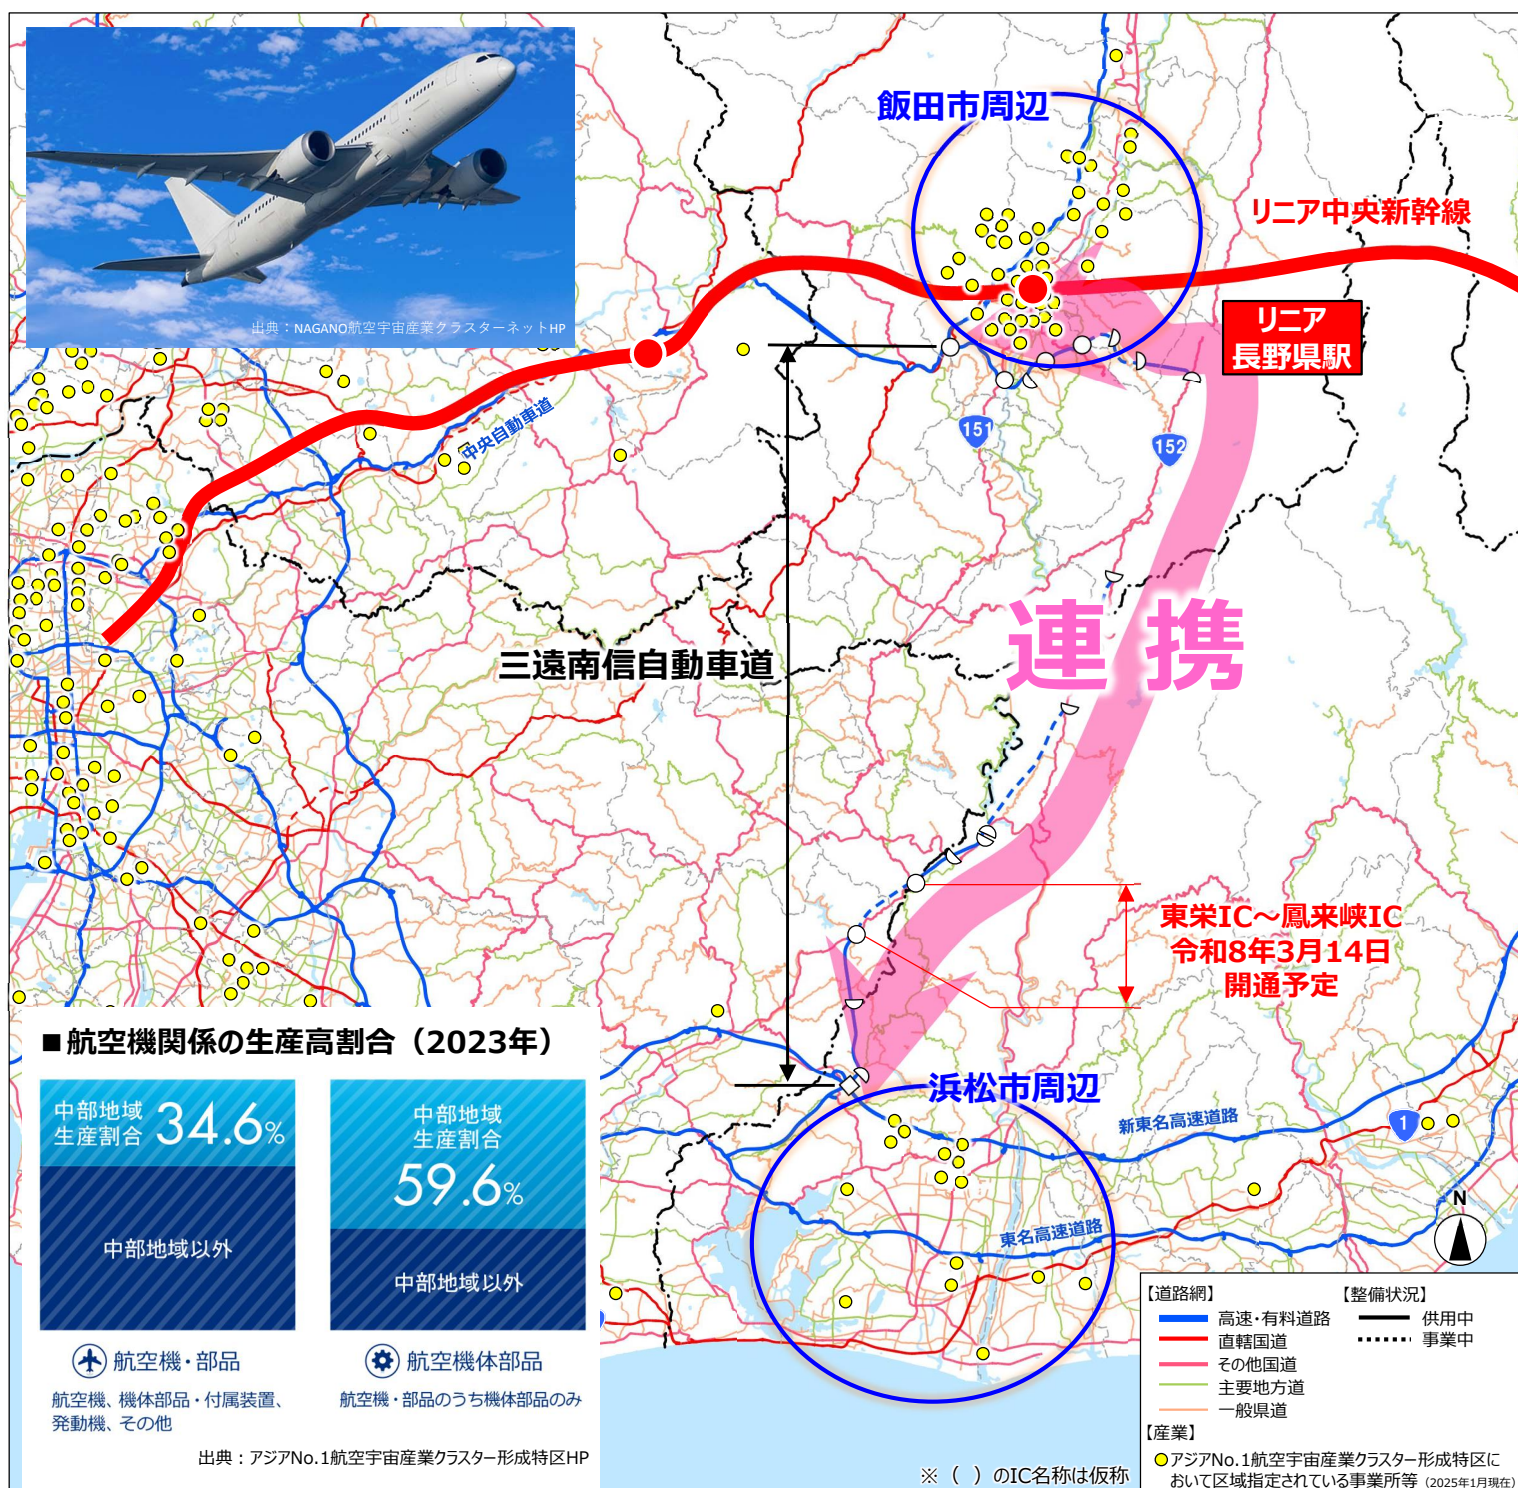 出典：NAGANO航空宇宙産業クラスターネットHP
飯田市周辺
リニア中央新幹線
リニア
長野県駅
中央自動車道
151
152
三遠南信自動車道
連携
東栄IC～鳳来峡IC
令和8年3月14日
開通予定
浜松市周辺
新東名高速道路
1
東名高速道路
N
■航空機関係の生産高割合（2023年）
中部地域
生産割合 34.6%
中部地域以外
中部地域
生産割合
59.6%
中部地域以外
航空機・部品
航空機、機体部品・付属装置、
発動機、その他
航空機体部品
航空機・部品のうち機体部品のみ
出典：アジアNo.1航空宇宙産業クラスター形成特区HP
※（ ）のIC名称は仮称
【道路網】
高速・有料道路
直轄国道
その他国道
主要地方道
一般県道
【整備状況】
供用中
事業中
【産業】
アジアNo.1航空宇宙産業クラスター形成特区に
おいて区域指定されている事業所等（2025年1月現在）